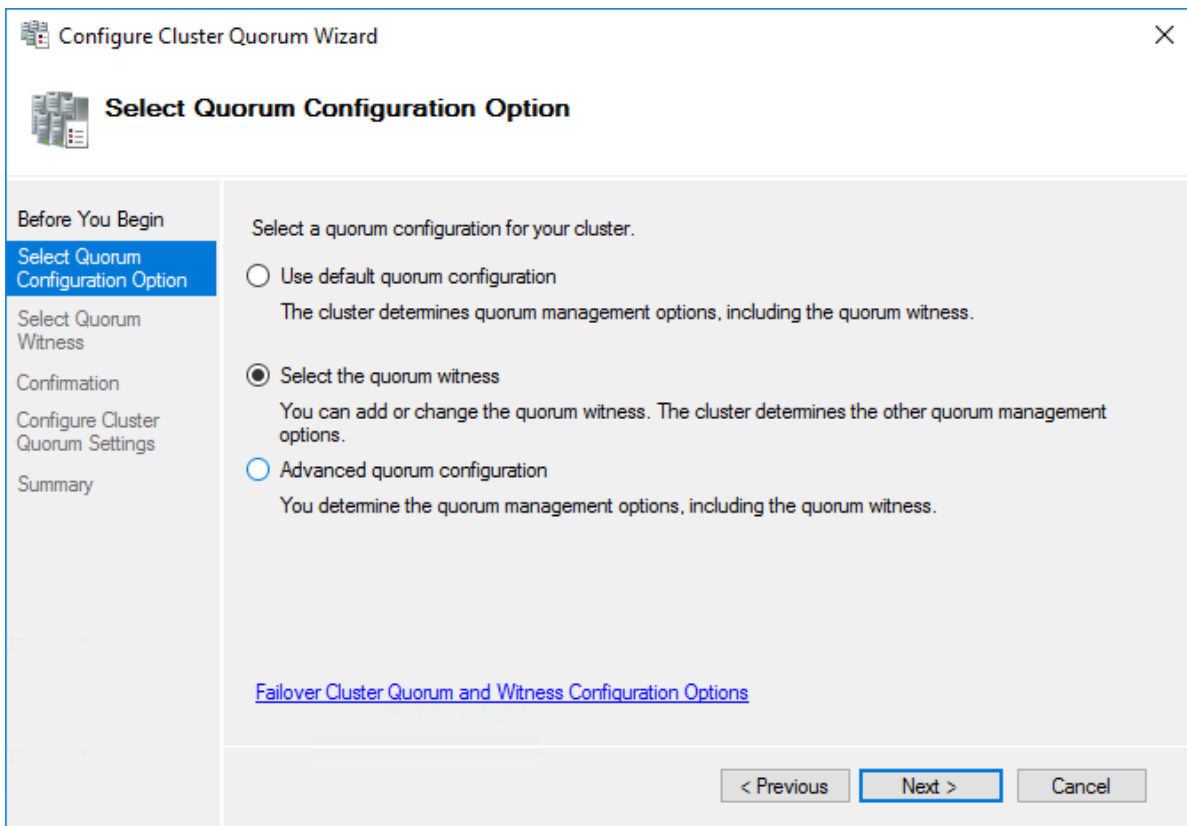 Configure Cluster Quorum Wizard
Select Quorum Configuration Option
Before You Begin
Select Quorum
Configuration Option
Select Quorum
Witness
Confirmation
Configure Cluster
Quorum Settings
Summary
Select a quorum configuration for your cluster.
Use default quorum configuration
The cluster determines quorum management options, including the quorum witness.
Select the quorum witness
You can add or change the quorum witness. The cluster determines the other quorum management
options.
Advanced quorum configuration
You determine the quorum management options, including the quorum witness.
Failover Cluster Quorum and Witness Configuration Options
< Previous
Next >
Cancel